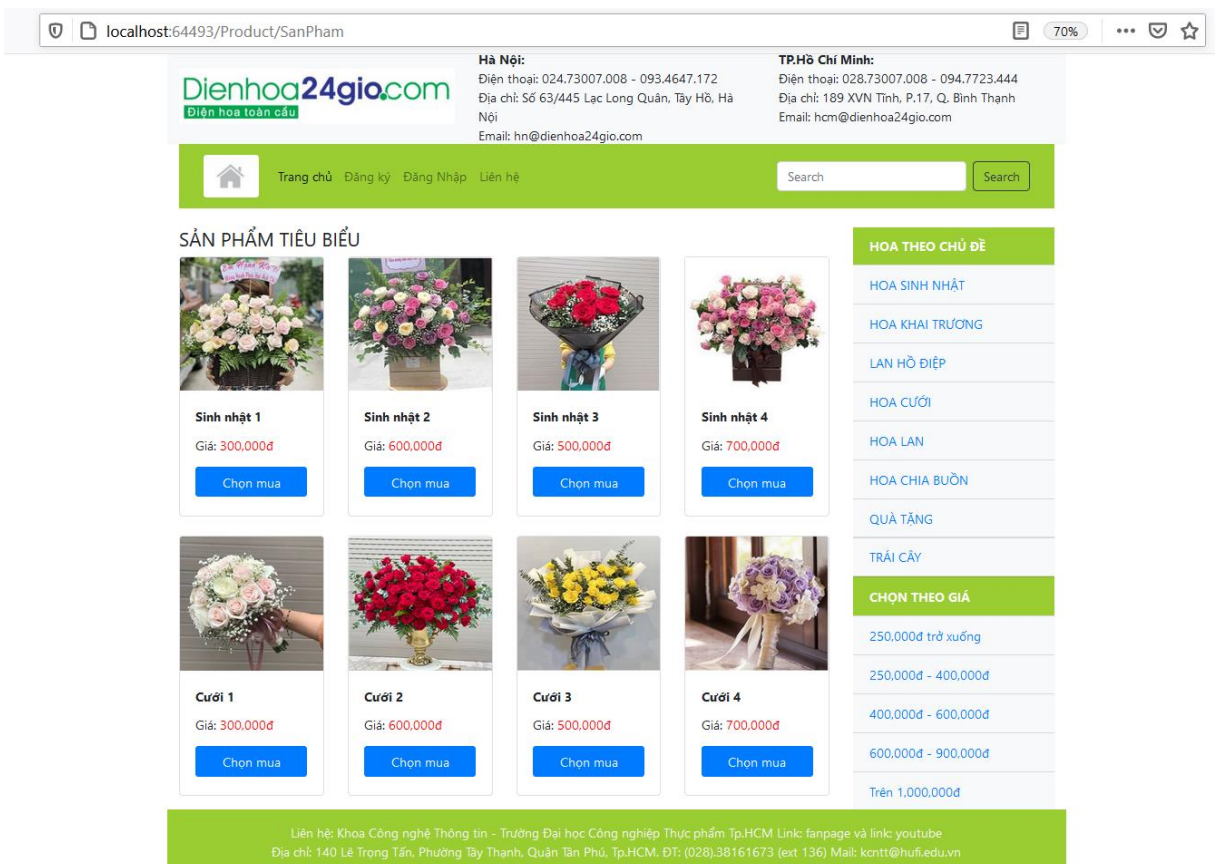 localhost:64493/Product/SanPham
70%
Dienhoa24gio.com
Điện hoa toàn cầu
Hà Nội:
Điện thoại: 024.73007.008 - 093.4647.172
Địa chỉ: Số 63/445 Lạc Long Quân, Tây Hồ, Hà
Nội
Email: hn@dienhoa24gio.com
TP.Hồ Chí Minh:
Điện thoại: 028.73007.008 - 094.7723.444
Địa chỉ: 189 XVN Tĩnh, P.17, Q. Bình Thạnh
Email: hcm@dienhoa24gio.com
Trang chủ Đăng ký Đăng Nhập Liên hệ
Search Search
SẢN PHẨM TIÊU BIỂU
Sinh nhật 1
Giá: 300,000đ
Chọn mua
Sinh nhật 2
Giá: 600,000đ
Chọn mua
Sinh nhật 3
Giá: 500,000đ
Chọn mua
Sinh nhật 4
Giá: 700,000đ
Chọn mua
Cưới 1
Giá: 300,000đ
Chọn mua
Cưới 2
Giá: 600,000đ
Chọn mua
Cưới 3
Giá: 500,000đ
Chọn mua
Cưới 4
Giá: 700,000đ
Chọn mua
HOA THEO CHỦ ĐỀ
HOA SINH NHẬT
HOA KHAI TRƯƠNG
LAN HỒ ĐIỆP
HOA CƯỚI
HOA LAN
HOA CHIA BUỒN
QUÀ TẶNG
TRÁI CÂY
CHỌN THEO GIÁ
250,000đ trở xuống
250,000đ - 400,000đ
400,000đ - 600,000đ
600,000đ - 900,000đ
Trên 1,000,000đ
Liên hệ: Khoa Công nghệ Thông tin - Trường Đại học Công nghiệp Thực phẩm Tp.HCM Link: fanpage và link: youtube
Địa chỉ: 140 Lê Trọng Tấn, Phường Tây Thạnh, Quận Tân Phú, Tp.HCM. ĐT: (028).38161673 (ext 136) Mail: kcntt@hufi.edu.vn